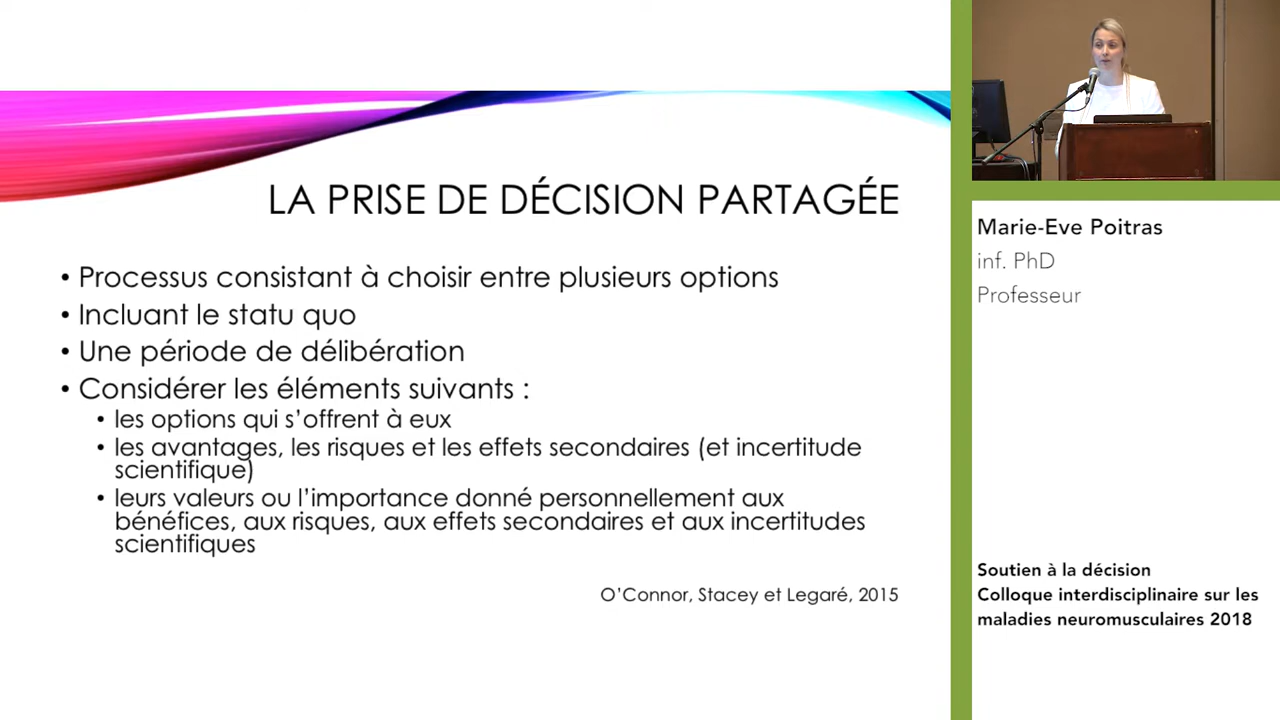 LA PRISE DE DÉCISION PARTAGÉE
• Processus consistant à choisir entre plusieurs options
• Incluant le statu quo
• Une période de délibération
• Considérer les éléments suivants :
• les options qui s’offrent à eux
• les avantages, les risques et les effets secondaires (et incertitude
scientifique)
• leurs valeurs ou l’importance donné personnellement aux
bénéfices, aux risques, aux effets secondaires et aux incertitudes
scientifiques
O’Connor, Stacey et Legaré, 2015
Marie-Eve Poitras
inf. PhD
Professeur
Soutien à la décision
Colloque interdisciplinaire sur les
maladies neuromusculaires 2018